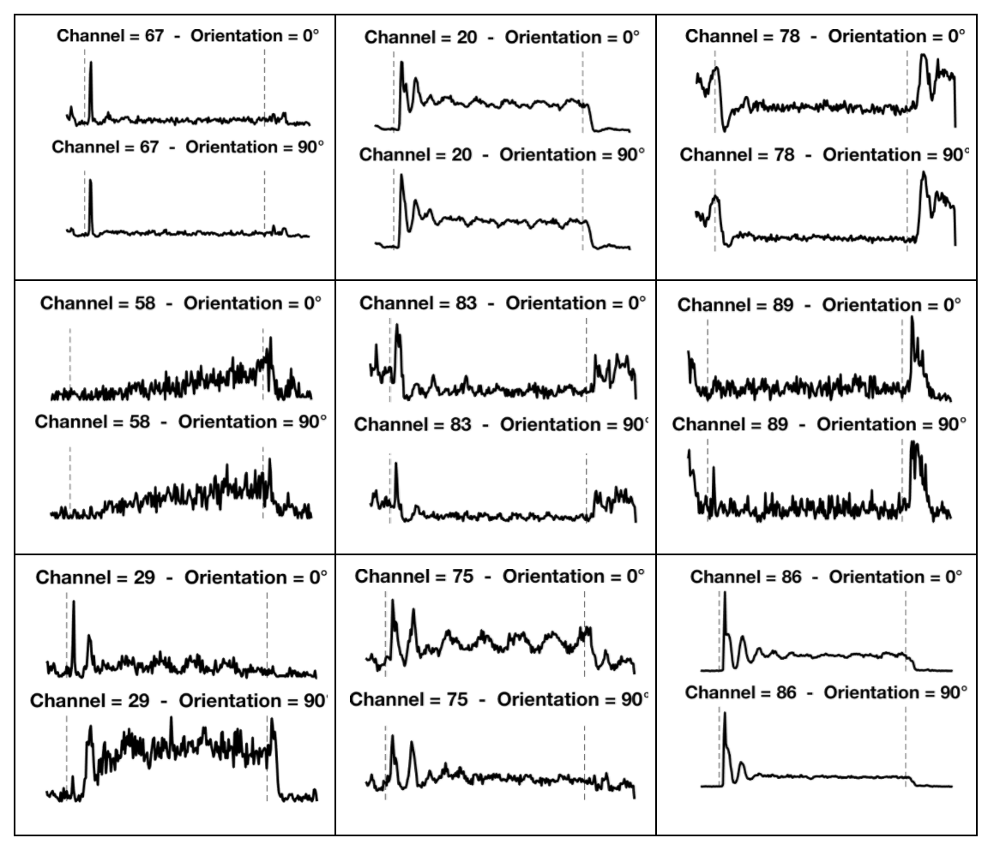 Channel = 67 - Orientation = 0°
Channel = 67 - Orientation = 90°
Channel = 20 - Orientation = 0°
Channel = 20 - Orientation = 90°
Channel = 78 - Orientation = 0°
Channel = 78 - Orientation = 90°
Channel = 58 - Orientation = 0°
Channel = 58 - Orientation = 90°
Channel = 83 - Orientation = 0°
Channel = 83 - Orientation = 90°
Channel = 89 - Orientation = 0°
Channel = 89 - Orientation = 90°
Channel = 29 - Orientation = 0°
Channel = 29 - Orientation = 90°
Channel = 75 - Orientation = 0°
Channel = 75 - Orientation = 90°
Channel = 86 - Orientation = 0°
Channel = 86 - Orientation = 90°